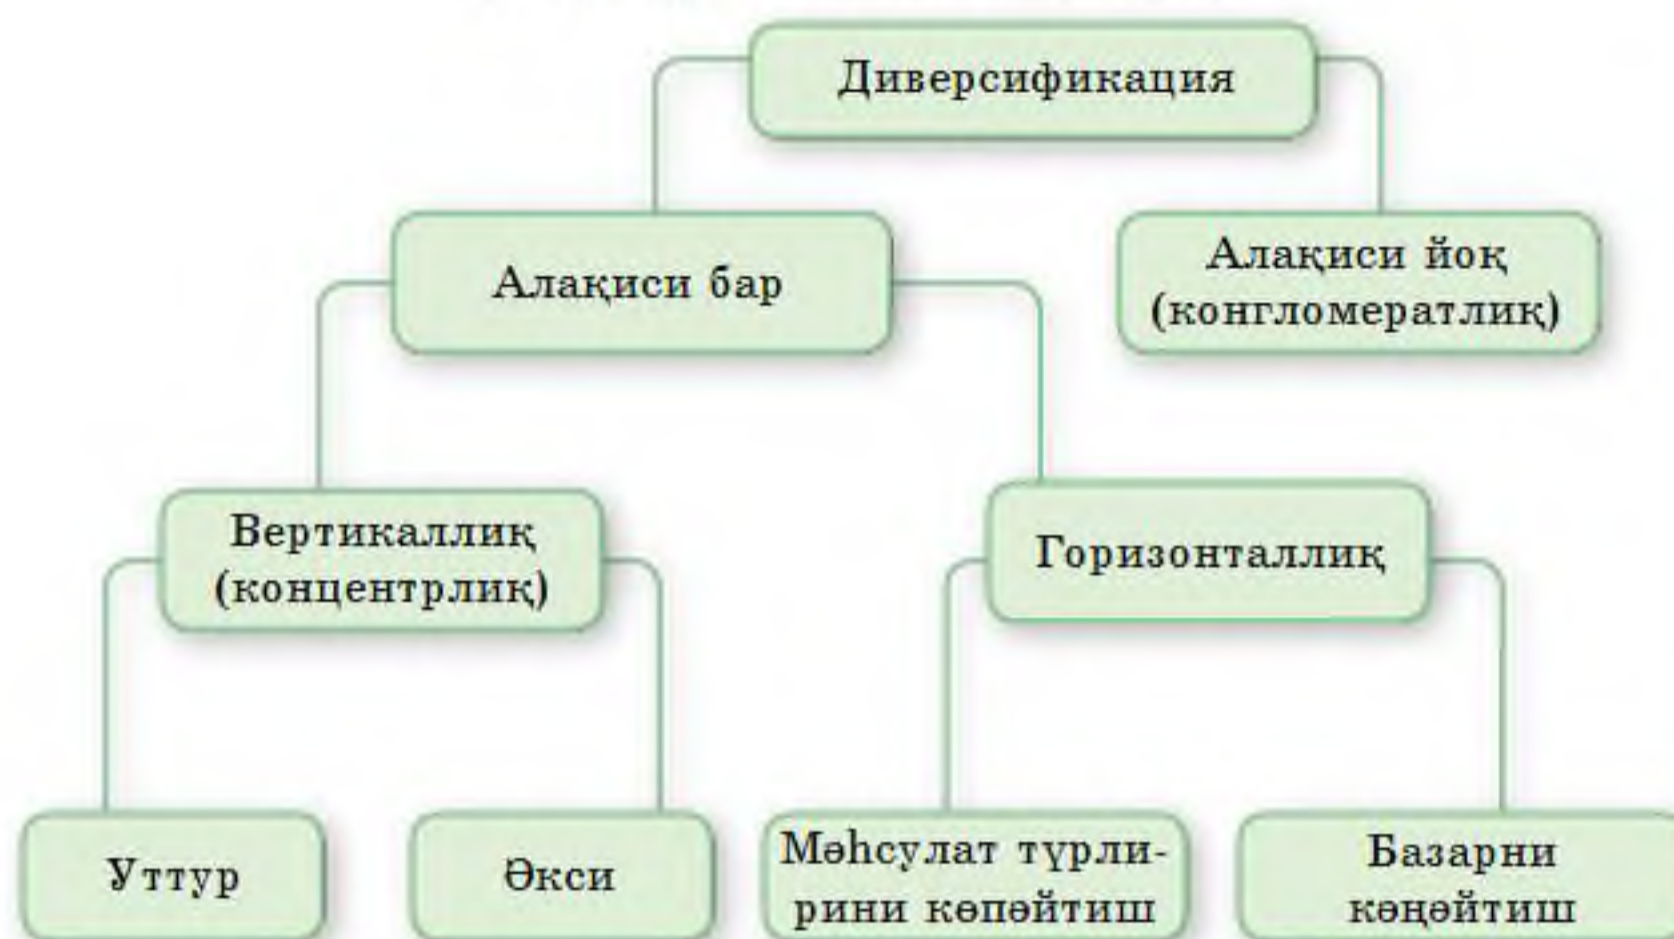 Диверсификация
Алақиси бар
Алақиси йоқ
(конгломератлиқ)
Вертикаллиқ
(концентрлиқ)
Горизонталлиқ
Уттур
Әкси
Мәһсулат түрли-
рини көпәйтиш
Базарни
кәңәйтиш